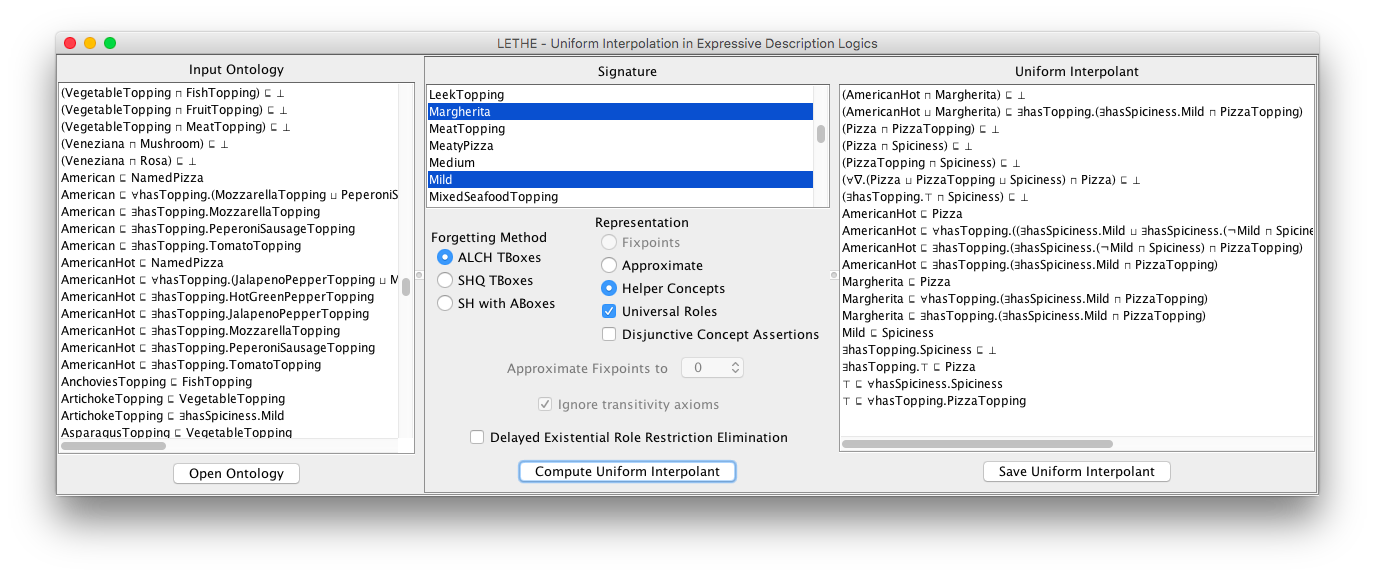 LETHE - Uniform Interpolation in Expressive Description Logics
Input Ontology
(VegetableTopping ⊓ FishTopping) ⊑ ⊥
(VegetableTopping ⊓ FruitTopping) ⊑ ⊥
(VegetableTopping ⊓ MeatTopping) ⊑ ⊥
(Veneziana ⊓ Mushroom) ⊑ ⊥
(Veneziana ⊓ Rosa) ⊑ ⊥
American ⊑ NamedPizza
American ⊑ ∀hasTopping.(MozzarellaTopping ⊔ PeperoniS
American ⊑ ∃hasTopping.MozzarellaTopping
American ⊑ ∃hasTopping.PeperoniSausageTopping
American ⊑ ∃hasTopping.TomatoTopping
AmericanHot ⊑ NamedPizza
AmericanHot ⊑ ∀hasTopping.(JalapenoPepperTopping ⊔ M
AmericanHot ⊑ ∃hasTopping.HotGreenPepperTopping
AmericanHot ⊑ ∃hasTopping.JalapenoPepperTopping
AmericanHot ⊑ ∃hasTopping.MozzarellaTopping
AmericanHot ⊑ ∃hasTopping.PeperoniSausageTopping
AmericanHot ⊑ ∃hasTopping.TomatoTopping
AnchoviesTopping ⊑ FishTopping
ArtichokeTopping ⊑ VegetableTopping
ArtichokeTopping ⊑ ∃hasSpiciness.Mild
AsparagusTopping ⊑ VegetableTopping
Open Ontology
Signature
LeekTopping
Margherita
MeatTopping
MeatyPizza
Medium
Mild
MixedSeafoodTopping
Forgetting Method
ALCH TBoxes
SHQ TBoxes
SH with ABoxes
Representation
Fixpoints
Approximate
Helper Concepts
Universal Roles
Disjunctive Concept Assertions
Approximate Fixpoints to 0
Ignore transitivity axioms
Delayed Existential Role Restriction Elimination
Compute Uniform Interpolant
Uniform Interpolant
(AmericanHot ⊓ Margherita) ⊑ ⊥
(AmericanHot ⊔ Margherita) ⊑ ∃hasTopping.(∃hasSpiciness.Mild ⊓ PizzaTopping)
(Pizza ⊓ PizzaTopping) ⊑ ⊥
(Pizza ⊓ Spiciness) ⊑ ⊥
(PizzaTopping ⊓ Spiciness) ⊑ ⊥
(∀∇.(Pizza ⊔ PizzaTopping ⊔ Spiciness) ⊓ Pizza) ⊑ ⊥
(∃hasTopping.⊤ ⊓ Spiciness) ⊑ ⊥
AmericanHot ⊑ Pizza
AmericanHot ⊑ ∀hasTopping.((∃hasSpiciness.Mild ⊔ ∃hasSpiciness.(¬Mild ⊓ Spicine
AmericanHot ⊑ ∃hasTopping.(∃hasSpiciness.(¬Mild ⊓ Spiciness) ⊓ PizzaTopping)
AmericanHot ⊑ ∃hasTopping.(∃hasSpiciness.Mild ⊓ PizzaTopping)
Margherita ⊑ Pizza
Margherita ⊑ ∀hasTopping.(∃hasSpiciness.Mild ⊓ PizzaTopping)
Margherita ⊑ ∃hasTopping.(∃hasSpiciness.Mild ⊓ PizzaTopping)
Mild ⊑ Spiciness
∃hasTopping.Spiciness ⊑ ⊥
∃hasTopping.⊤ ⊑ Pizza
⊤ ⊑ ∀hasSpiciness.Spiciness
⊤ ⊑ ∀hasTopping.PizzaTopping
Save Uniform Interpolant